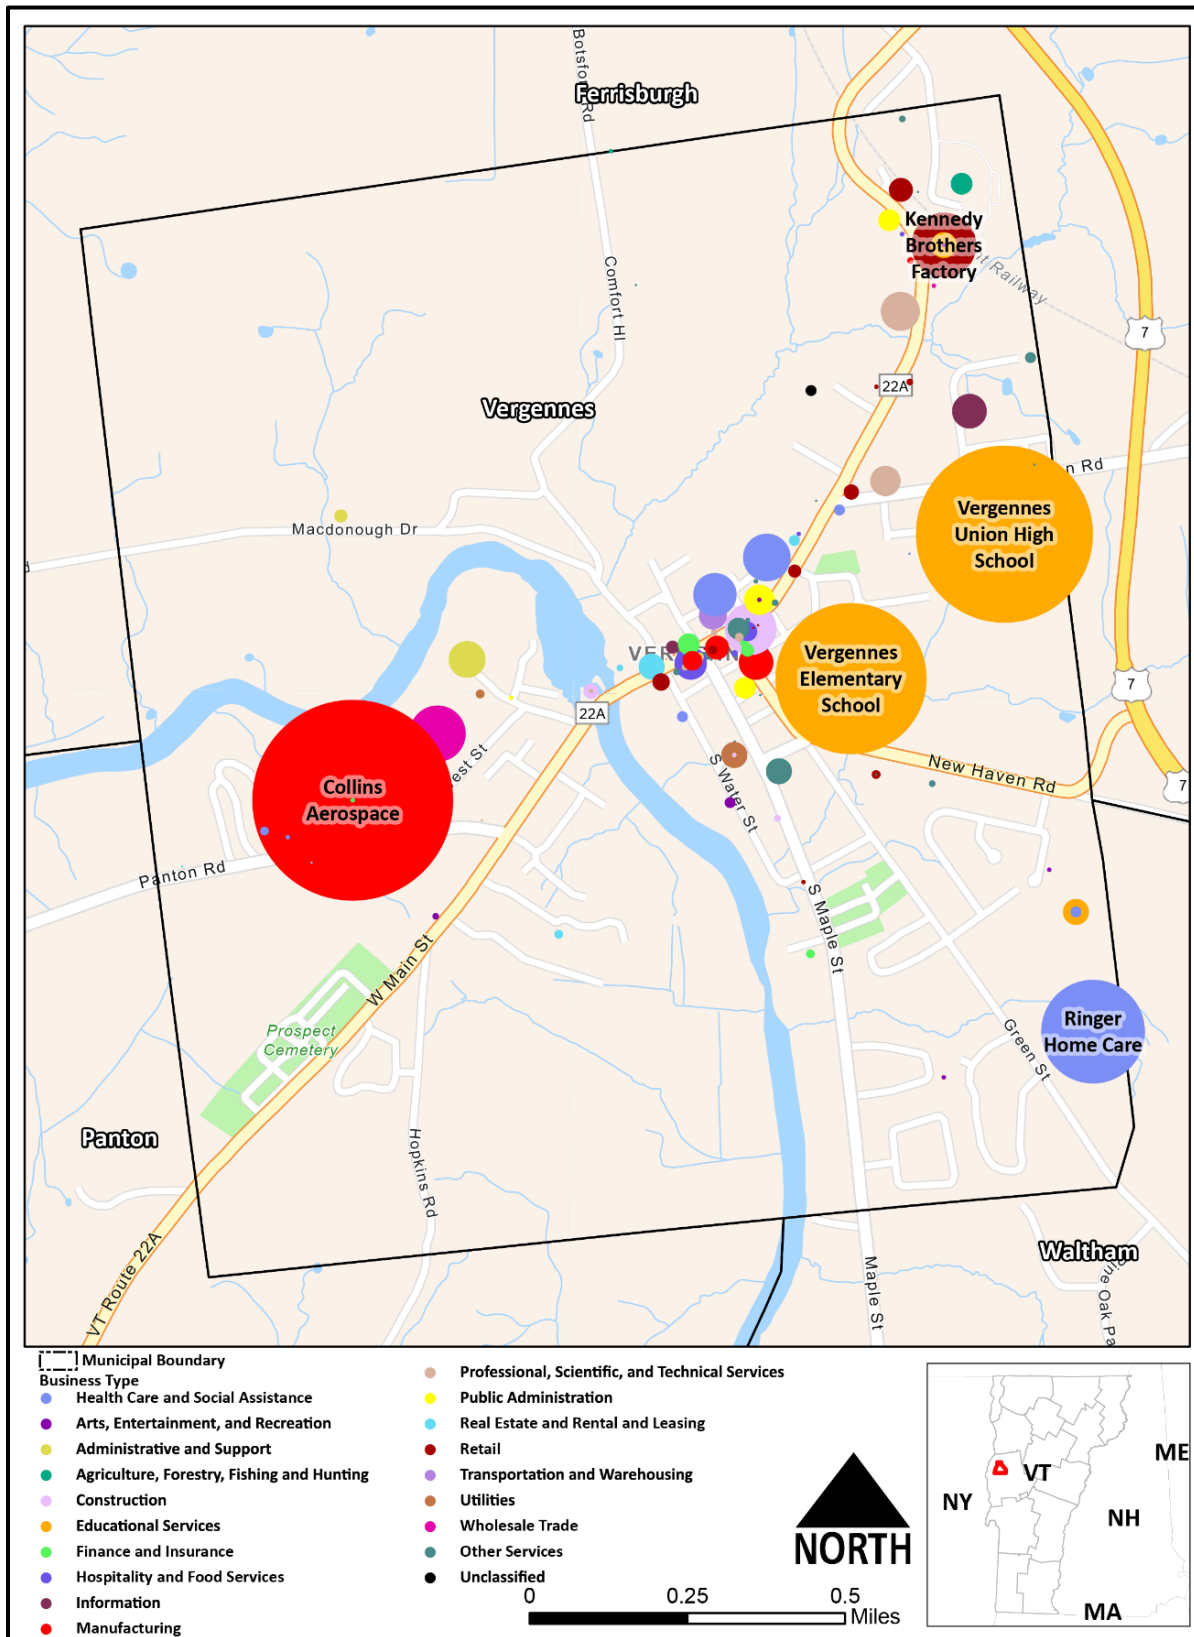 Botsford Rd
Ferrisburgh
Kennedy
Brothers
Factory
Railway
Comfort Hl
7
22A
Vergennes
Rd
Vergennes
Union High
School
Macdonough Dr
Vergennes
Elementary
School
7
22A
New Haven Rd
7
Collins
Aerospace
S Water St
Panton Rd
S Maple St
W Main St
Prospect
Cemetery
Ringer
Home Care
Green St
Panton
Hopkins Rd
Waltham
VT Route 22A
Maple St
Oak Pa
Municipal Boundary
Business Type
Health Care and Social Assistance
Arts, Entertainment, and Recreation
Administrative and Support
Agriculture, Forestry, Fishing and Hunting
Construction
Educational Services
Finance and Insurance
Hospitality and Food Services
Information
Manufacturing
Professional, Scientific, and Technical Services
Public Administration
Real Estate and Rental and Leasing
Retail
Transportation and Warehousing
Utilities
Wholesale Trade
Other Services
Unclassified
NORTH
0 0.25 0.5
Miles
ME
VT
NY
NH
MA